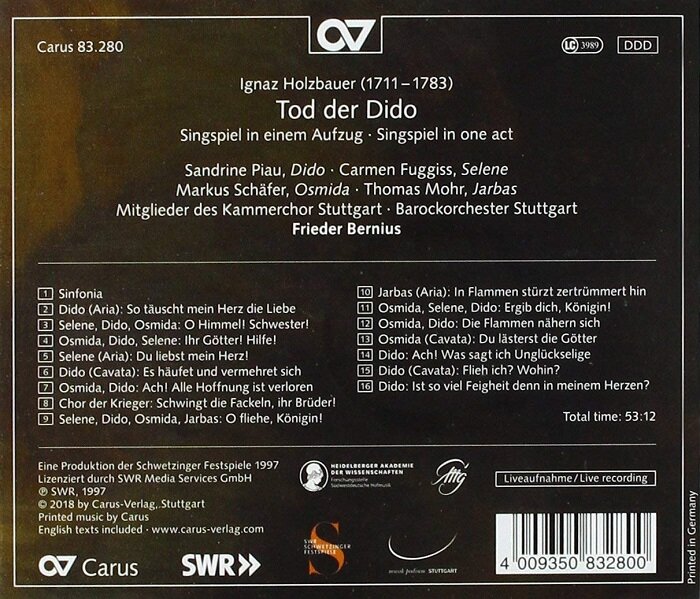 Carus 83.280
LC 3989
DDD
Ignaz Holzbauer (1711–1783)
Tod der Dido
Singspiel in einem Aufzug · Singspiel in one act
Sandrine Piau, Dido · Carmen Fuggiss, Selene
Markus Schäfer, Osmida · Thomas Mohr, Jarbas
Mitglieder des Kammerchor Stuttgart · Barockorchester Stuttgart
Frieder Bernius
1 Sinfonia
2 Dido (Aria): So täuscht mein Herz die Liebe
3 Selene, Dido, Osmida: O Himmel! Schwester!
4 Osmida, Dido, Selene: Ihr Götter! Hilfe!
5 Selene (Aria): Du liebst mein Herz!
6 Dido (Cavata): Es häufet und vermehret sich
7 Osmida, Dido: Ach! Alle Hoffnung ist verloren
8 Chor der Krieger: Schwingt die Fackeln, ihr Brüder!
9 Selene, Dido, Osmida, Jarbas: O fliehe, Königin!
10 Jarbas (Aria): In Flammen stürzt zertrümmert hin
11 Osmida, Selene, Dido: Ergib dich, Königin!
12 Osmida, Dido: Die Flammen nähern sich
13 Osmida (Cavata): Du lästerst die Götter
14 Dido: Ach! Was sagt ich Unglückselige
15 Dido (Cavata): Flieh ich? Wohin?
16 Dido: Ist so viel Feigheit denn in meinem Herzen?
Total time: 53:12
Eine Produktion der Schwetzinger Festspiele 1997
Lizenziert durch SWR Media Services GmbH
℗ SWR, 1997
© 2018 by Carus-Verlag, Stuttgart
Printed music by Carus
English texts included · www.carus-verlag.com
HEIDELBERGER AKADEMIE
DER WISSENSCHAFTEN
Forschungsstelle
Südwestdeutsche Hofmusik
Liveaufnahme/Live recording
Carus
SWR
SWR
SCHWETZINGER
FESTSPIELE
musik podium STUTTGART
4 009350 832800
Printed in Germany